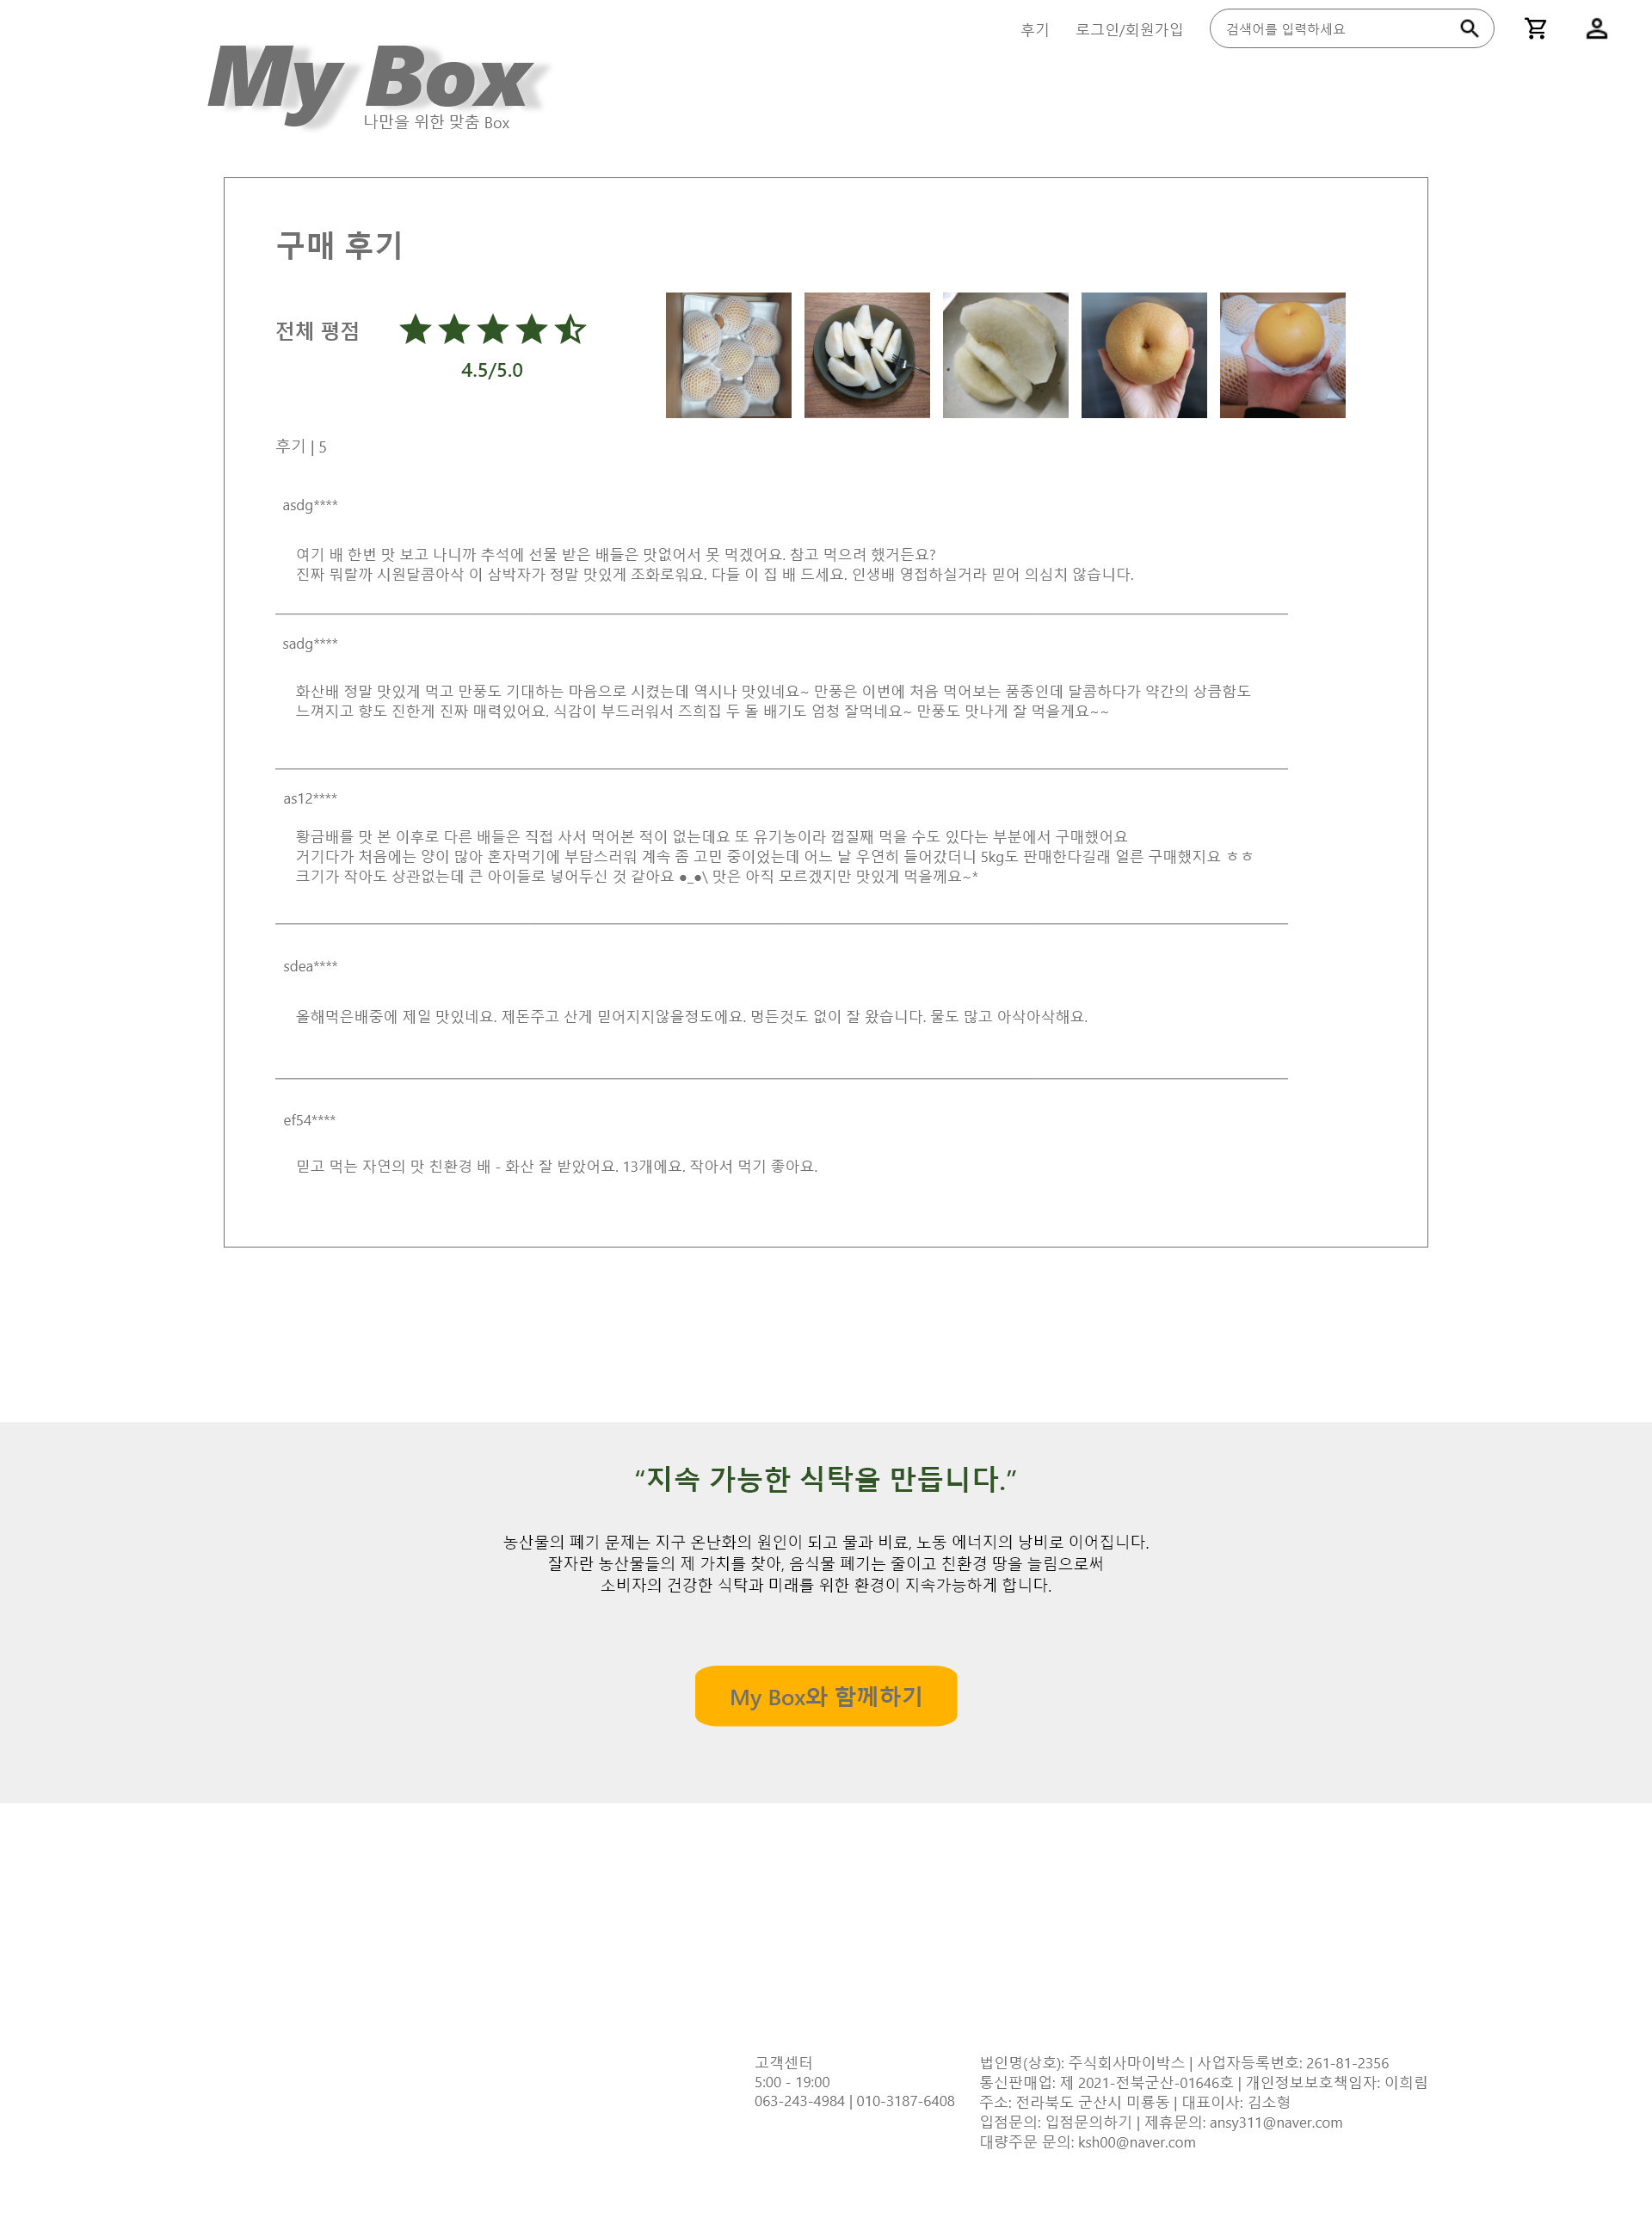 후기
로그인/회원가입
검색어를 입력하세요
My Box
나만을 위한 맞춤 Box
구매 후기
전체 평점
4.5/5.0
후기 | 5
asdg****
여기 배 한번 맛 보고 나니까 추석에 선물 받은 배들은 맛없어서 못 먹겠어요. 참고 먹으려 했거든요?
진짜 뭐랄까 시원달콤아삭 이 삼박자가 정말 맛있게 조화로워요. 다들 이 집 배 드세요. 인생배 영접하실거라 믿어 의심치 않습니다.
sadg****
화산배 정말 맛있게 먹고 만풍도 기대하는 마음으로 시켰는데 역시나 맛있네요~ 만풍은 이번에 처음 먹어보는 품종인데 달콤하다가 약간의 상큼함도
느껴지고 향도 진한게 진짜 매력있어요. 식감이 부드러워서 즈희집 두 돌 배기도 엄청 잘먹네요~ 만풍도 맛나게 잘 먹을게요~~
as12****
황금배를 맛 본 이후로 다른 배들은 직접 사서 먹어본 적이 없는데요 또 유기농이라 껍질째 먹을 수도 있다는 부분에서 구매했어요
거기다가 처음에는 양이 많아 혼자먹기에 부담스러워 계속 좀 고민 중이었는데 어느 날 우연히 들어갔더니 5kg도 판매한다길래 얼른 구매했지요 ㅎㅎ
크기가 작아도 상관없는데 큰 아이들로 넣어두신 것 같아요 ●_●\ 맛은 아직 모르겠지만 맛있게 먹을께요~*
sdea****
올해먹은배중에 제일 맛있네요. 제돈주고 산게 믿어지지않을정도에요. 멍든것도 없이 잘 왔습니다. 물도 많고 아삭아삭해요.
ef54****
믿고 먹는 자연의 맛 친환경 배 - 화산 잘 받았어요. 13개에요. 작아서 먹기 좋아요.
“지속 가능한 식탁을 만듭니다.”
농산물의 폐기 문제는 지구 온난화의 원인이 되고 물과 비료, 노동 에너지의 낭비로 이어집니다.
잘자란 농산물들의 제 가치를 찾아, 음식물 폐기는 줄이고 친환경 땅을 늘림으로써
소비자의 건강한 식탁과 미래를 위한 환경이 지속가능하게 합니다.
My Box와 함께하기
고객센터
5:00 - 19:00
063-243-4984 | 010-3187-6408
법인명(상호): 주식회사마이박스 | 사업자등록번호: 261-81-2356
통신판매업: 제 2021-전북군산-01646호 | 개인정보보호책임자: 이희림
주소: 전라북도 군산시 미룡동 | 대표이사: 김소형
입점문의: 입점문의하기 | 제휴문의: ansy311@naver.com
대량주문 문의: ksh00@naver.com